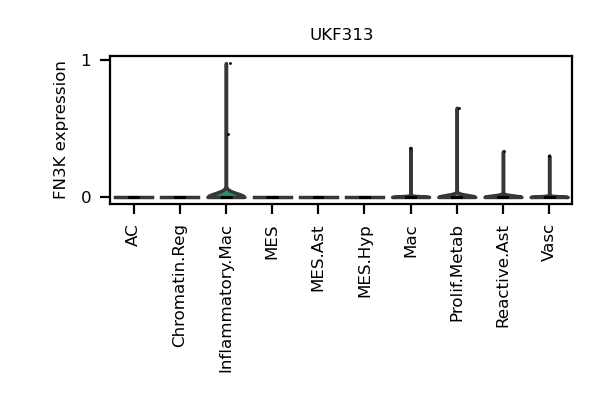 UKF313
FN3K expression
1
0
AC
Chromatin.Reg
Inflammatory.Mac
MES
MES.Ast
MES.Hyp
Mac
Prolif.Metab
Reactive.Ast
Vasc